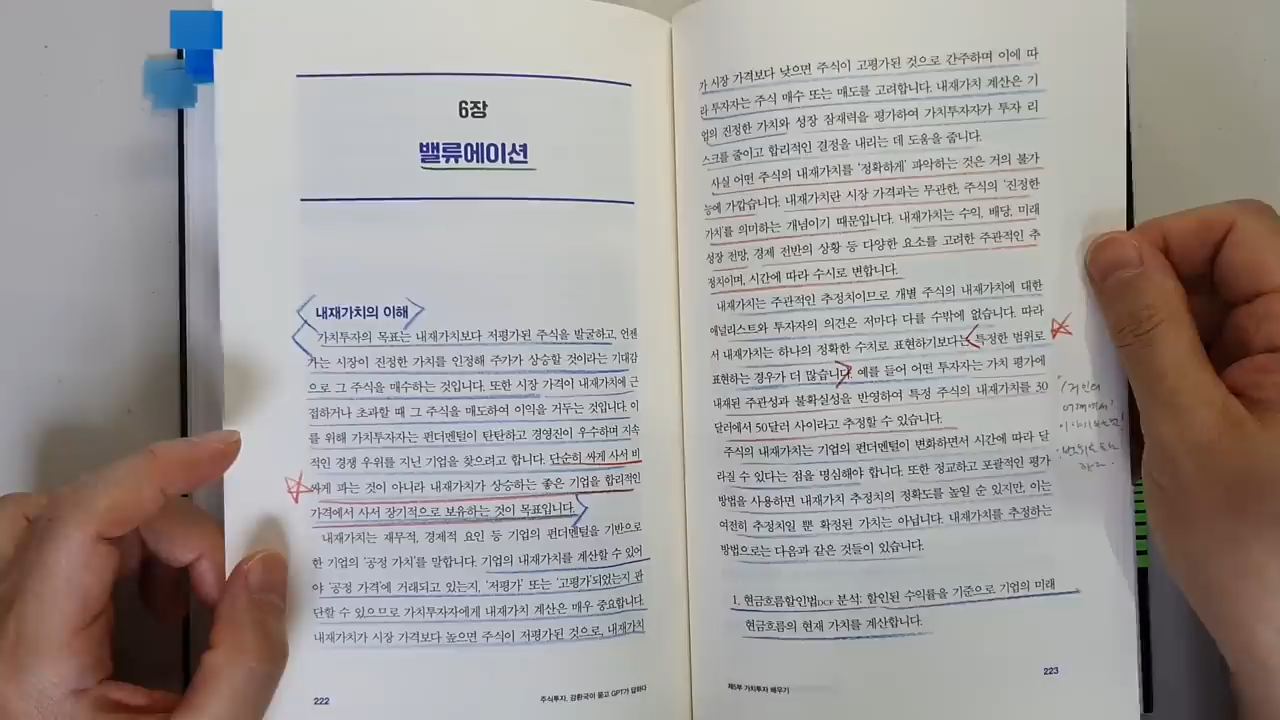 6장
밸류에이션
내재가치의 이해
가치투자의 목표는 내재가치보다 저평가된 주식을 발굴하고, 언젠
가는 시장이 진정한 가치를 인정해 주가가 상승할 것이라는 기대감
으로 그 주식을 매수하는 것입니다. 또한 시장 가격이 내재가치에 근
접하거나 초과할 때 그 주식을 매도하여 이익을 거두는 것입니다. 이
를 위해 가치투자자는 펀더멘털이 탄탄하고 경영진이 우수하며 지속
적인 경쟁 우위를 지닌 기업을 찾으려고 합니다. 단순히 싸게 사서 비
싸게 파는 것이 아니라 내재가치가 상승하는 좋은 기업을 합리적인
가격에서 사서 장기적으로 보유하는 것이 목표입니다.
내재가치는 재무적, 경제적 요인 등 기업의 펀더멘털을 기반으로
한 기업의 '공정 가치'를 말합니다. 기업의 내재가치를 계산할 수 있어
야 '공정 가격'에 거래되고 있는지, '저평가' 또는 '고평가'되었는지 판
단할 수 있으므로 가치투자자에게 내재가치 계산은 매우 중요합니다.
내재가치가 시장 가격보다 높으면 주식이 저평가된 것으로, 내재가치
222
주식투자, 강환국이 묻고 GPT가 답하다
가 시장 가격보다 낮으면 주식이 고평가된 것으로 간주하며 이에 따
라 투자자는 주식 매수 또는 매도를 고려합니다. 내재가치 계산은 기
업의 진정한 가치와 성장 잠재력을 평가하여 가치투자자가 투자 리
스크를 줄이고 합리적인 결정을 내리는 데 도움을 줍니다.
사실 어떤 주식의 내재가치를 '정확하게' 파악하는 것은 거의 불가
능에 가깝습니다. 내재가치란 시장 가격과는 무관한, 주식의 '진정한
가치'를 의미하는 개념이기 때문입니다. 내재가치는 수익, 배당, 미래
성장 전망, 경제 전반의 상황 등 다양한 요소를 고려한 주관적인 추
정치이며, 시간에 따라 수시로 변합니다.
내재가치는 주관적인 추정치이므로 개별 주식의 내재가치에 대한
애널리스트와 투자자의 의견은 저마다 다를 수밖에 없습니다. 따라
서 내재가치는 하나의 정확한 수치로 표현하기보다는 특정한 범위로
표현하는 경우가 더 많습니다. 예를 들어 어떤 투자자는 가치 평가에
내재된 주관성과 불확실성을 반영하여 특정 주식의 내재가치를 30
달러에서 50달러 사이라고 추정할 수 있습니다.
주식의 내재가치는 기업의 펀더멘털이 변화하면서 시간에 따라 달
라질 수 있다는 점을 명심해야 합니다. 또한 정교하고 포괄적인 평가
방법을 사용하면 내재가치 추정치의 정확도를 높일 순 있지만, 이는
여전히 추정치일 뿐 확정된 가치는 아닙니다. 내재가치를 추정하는
방법으로는 다음과 같은 것들이 있습니다.
1. 현금흐름할인법DCF 분석: 할인된 수익률을 기준으로 기업의 미래
현금흐름의 현재 가치를 계산합니다.
제5부 가치투자 배우기
223